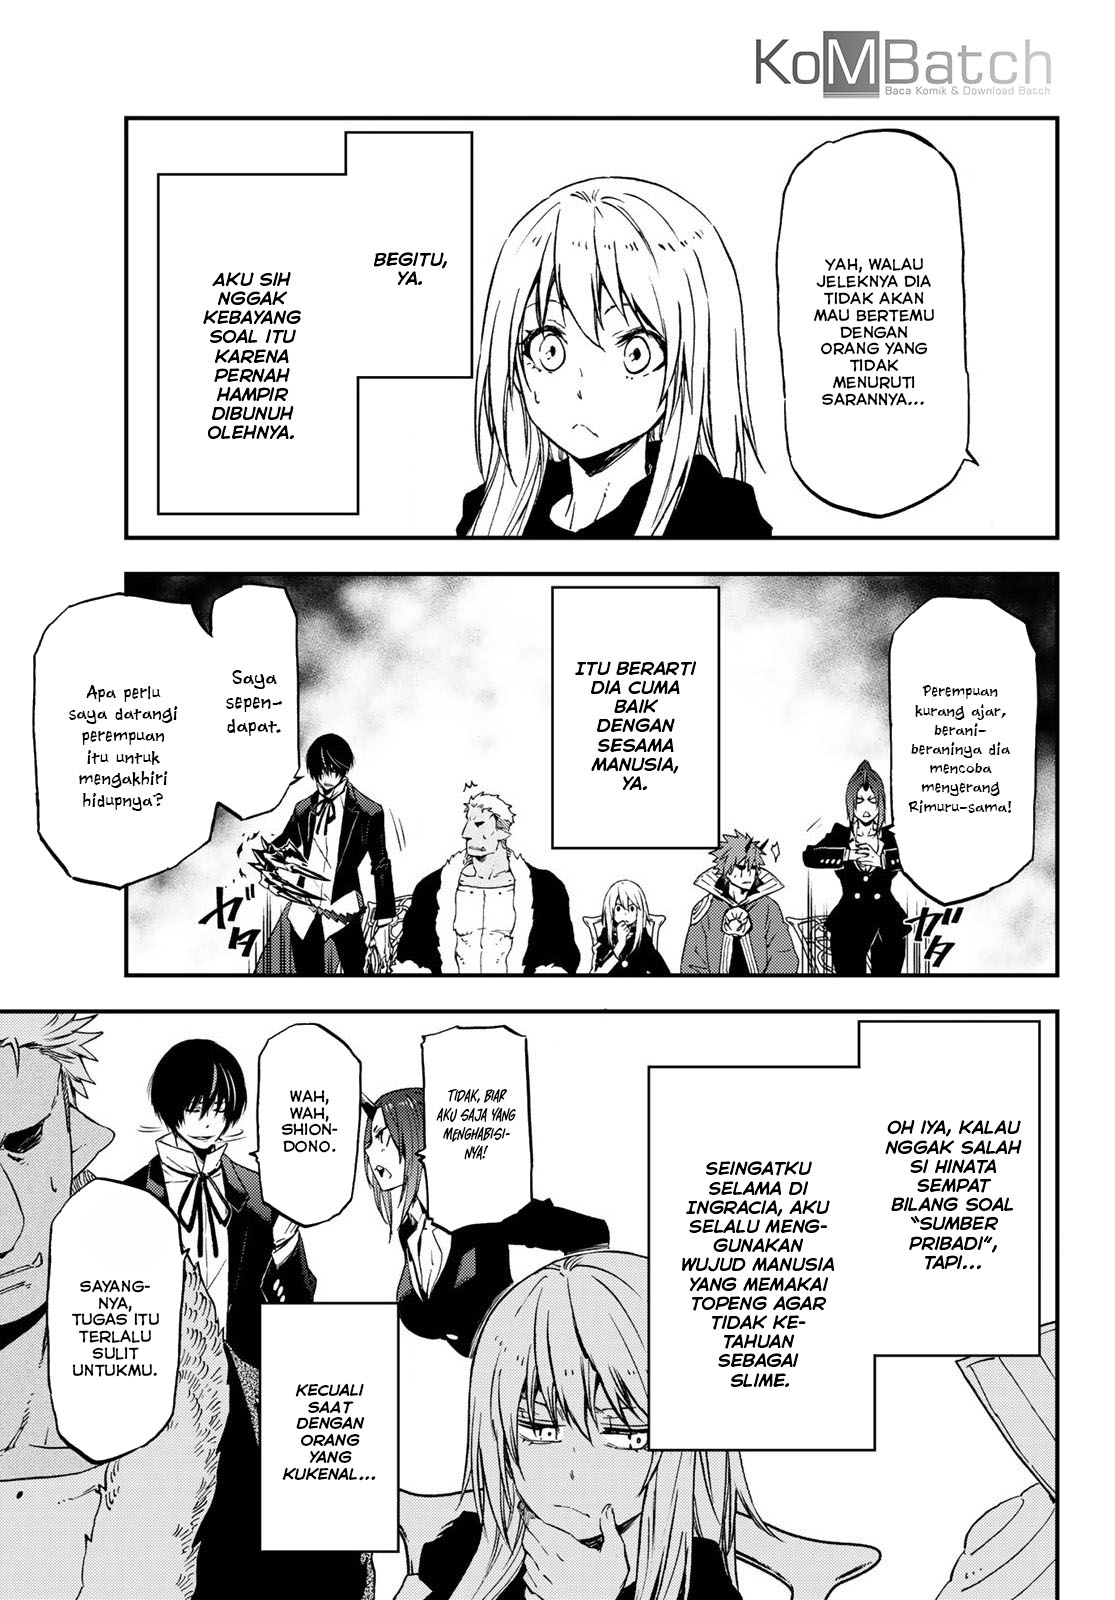 KoMBatch
Baca Komik & Download Batch
YAH, WALAU
JELEKNYA DIA
TIDAK AKAN
MAU BERTEMU
DENGAN
ORANG YANG
TIDAK
MENURUTI
SARANNYA...
BEGITU,
YA.
AKU SIH
NGGAK
KEBAYANG
SOAL ITU
KARENA
PERNAH
HAMPIR
DIBUNUH
OLEHNYA.
Perempuan
kurang ajar,
berani-
beraninya dia
mencoba
menyerang
Rimuru-sama!
ITU BERARTI
DIA CUMA
BAIK
DENGAN
SESAMA
MANUSIA,
YA.
Saya
sepen-
dapat.
Apa perlu
saya datangi
perempuan
itu untuk
mengakhiri
hidupnya?
ガタ
ガタ
OH IYA, KALAU
NGGAK SALAH
SI HINATA
SEMPAT
BILANG SOAL
“SUMBER
PRIBADI”,
TAPI...
SEINGATKU
SELAMA DI
INGRACIA, AKU
SELALU MENG-
GUNAKAN
WUJUD MANUSIA
YANG MEMAKAI
TOPENG AGAR
TIDAK KE-
TAHUAN
SEBAGAI
SLIME.
TIDAK, BIAR
AKU SAJA YANG
MENGHABISI-
NYA!
WAH,
WAH,
SHION-
DONO.
SAYANG-
NYA,
TUGAS ITU
TERLALU
SULIT
UNTUKMU.
KECUALI
SAAT
DENGAN
ORANG
YANG
KUKENAL...